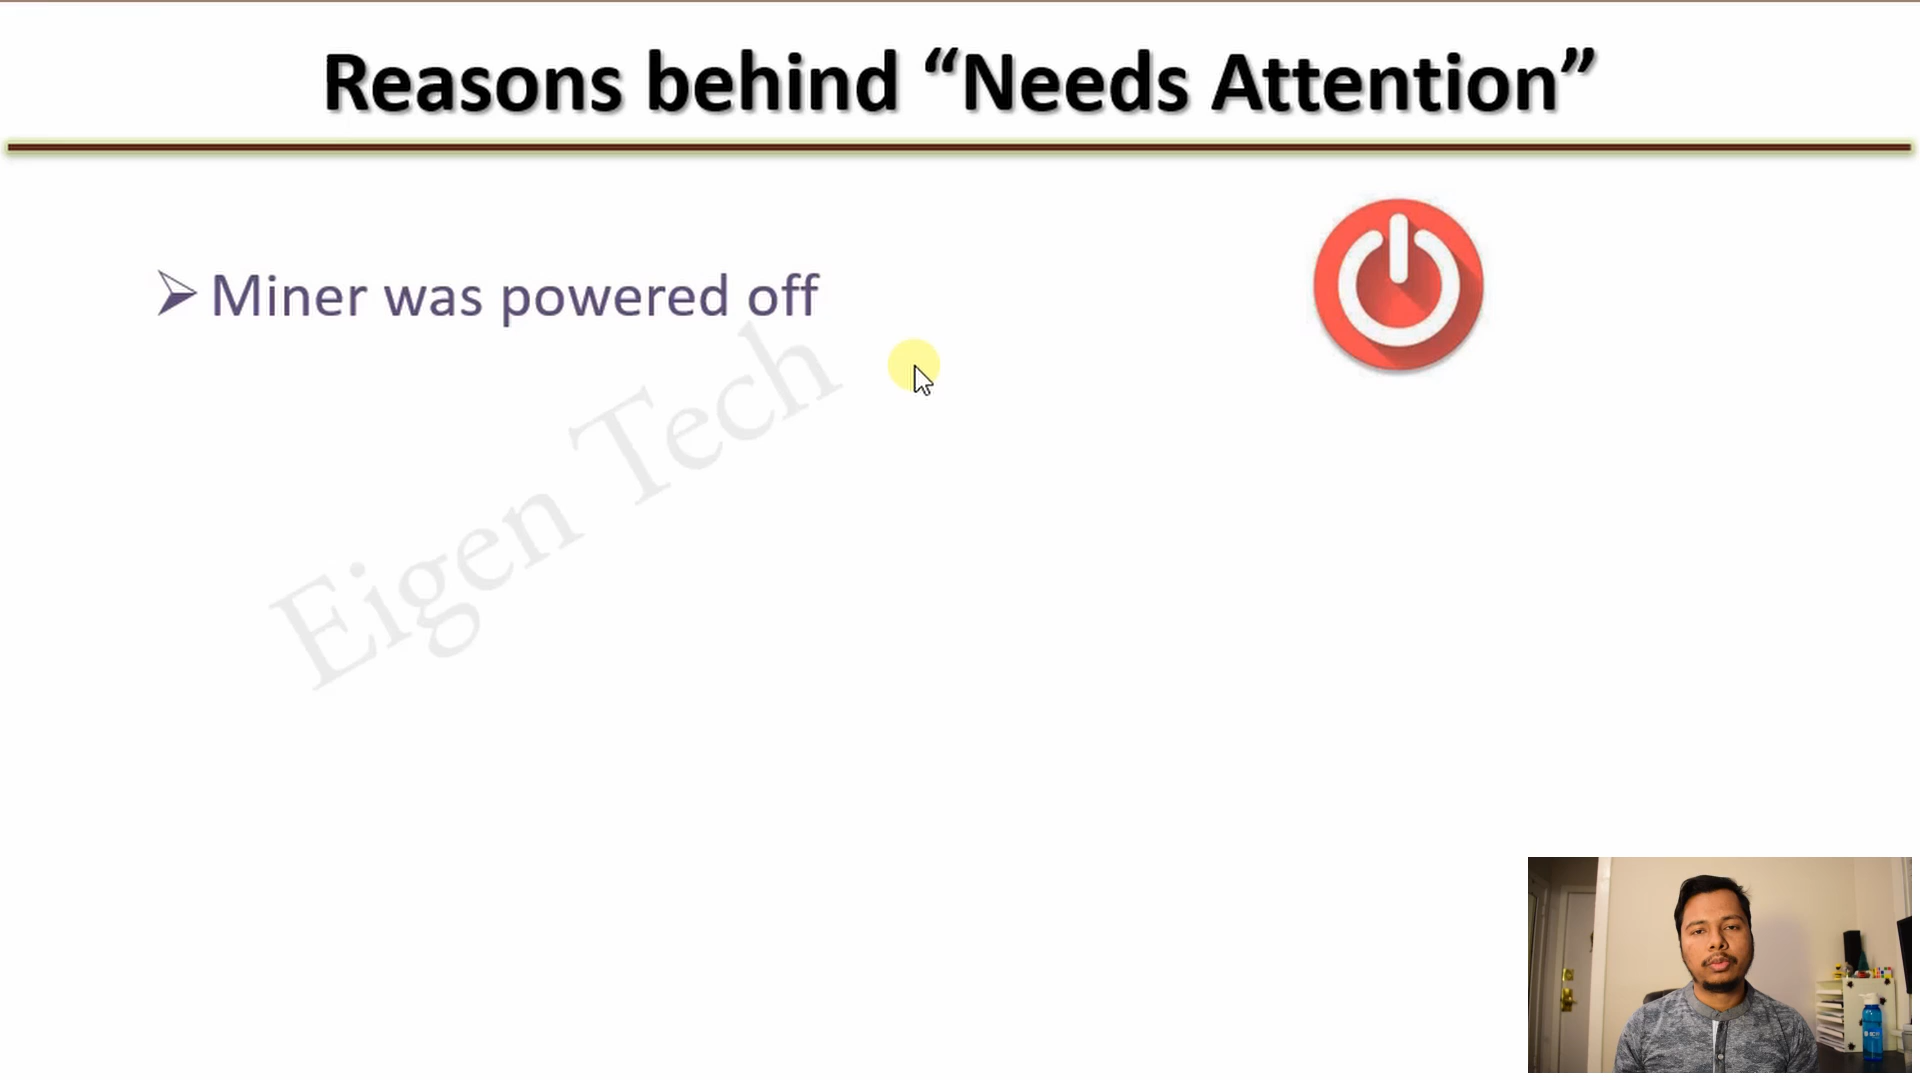 Reasons behind “Needs Attention”
➢ Miner was powered off
Eigen Tech